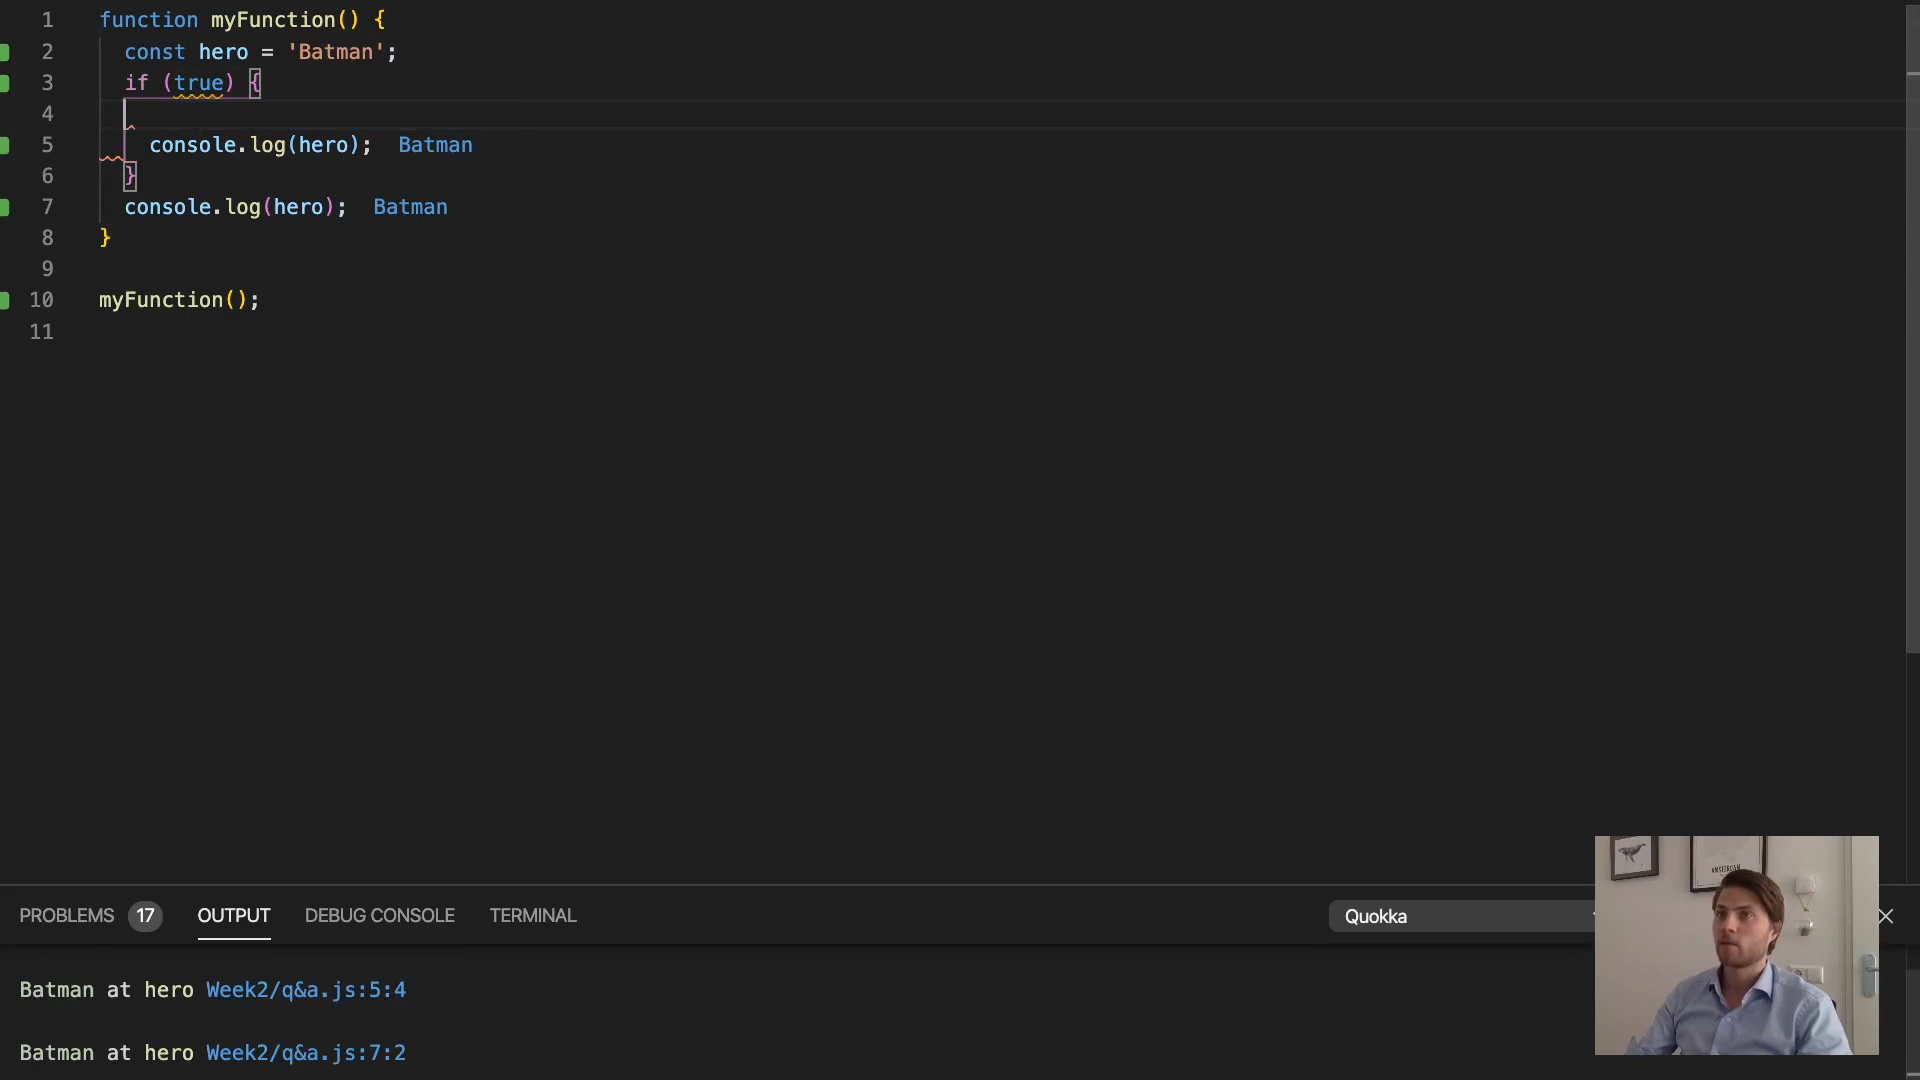 1 function myFunction() {
2 const hero = 'Batman';
3 if (true) {
4
5 console.log(hero); Batman
6 }
7 console.log(hero); Batman
8 }
9
10 myFunction();
11
PROBLEMS 17 OUTPUT DEBUG CONSOLE TERMINAL Quokka
Batman at hero Week2/q&a.js:5:4
Batman at hero Week2/q&a.js:7:2
AMSTERDAM